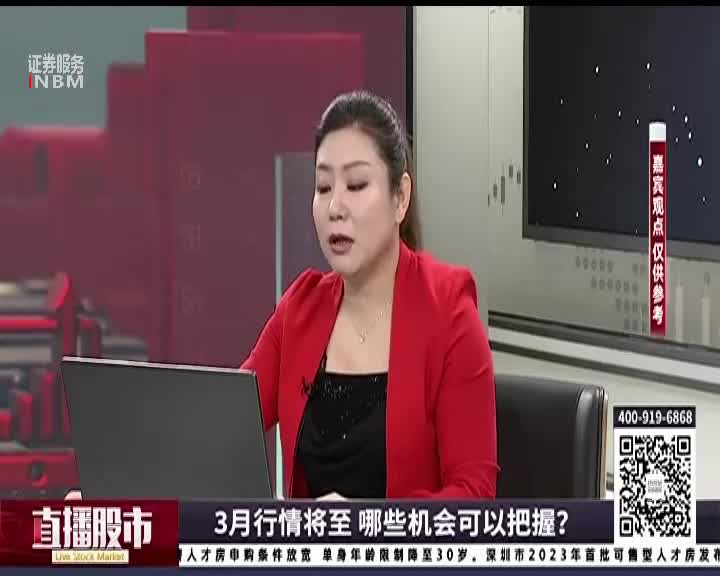 证券服务
iNBM
嘉宾观点 仅供参考
400-919-6868
直播股市
Live Stock Market
3月行情将至 哪些机会可以把握?
人才房申购条件放宽 单身年龄限制降至30岁。深圳市2023年首批可售型人才房发布